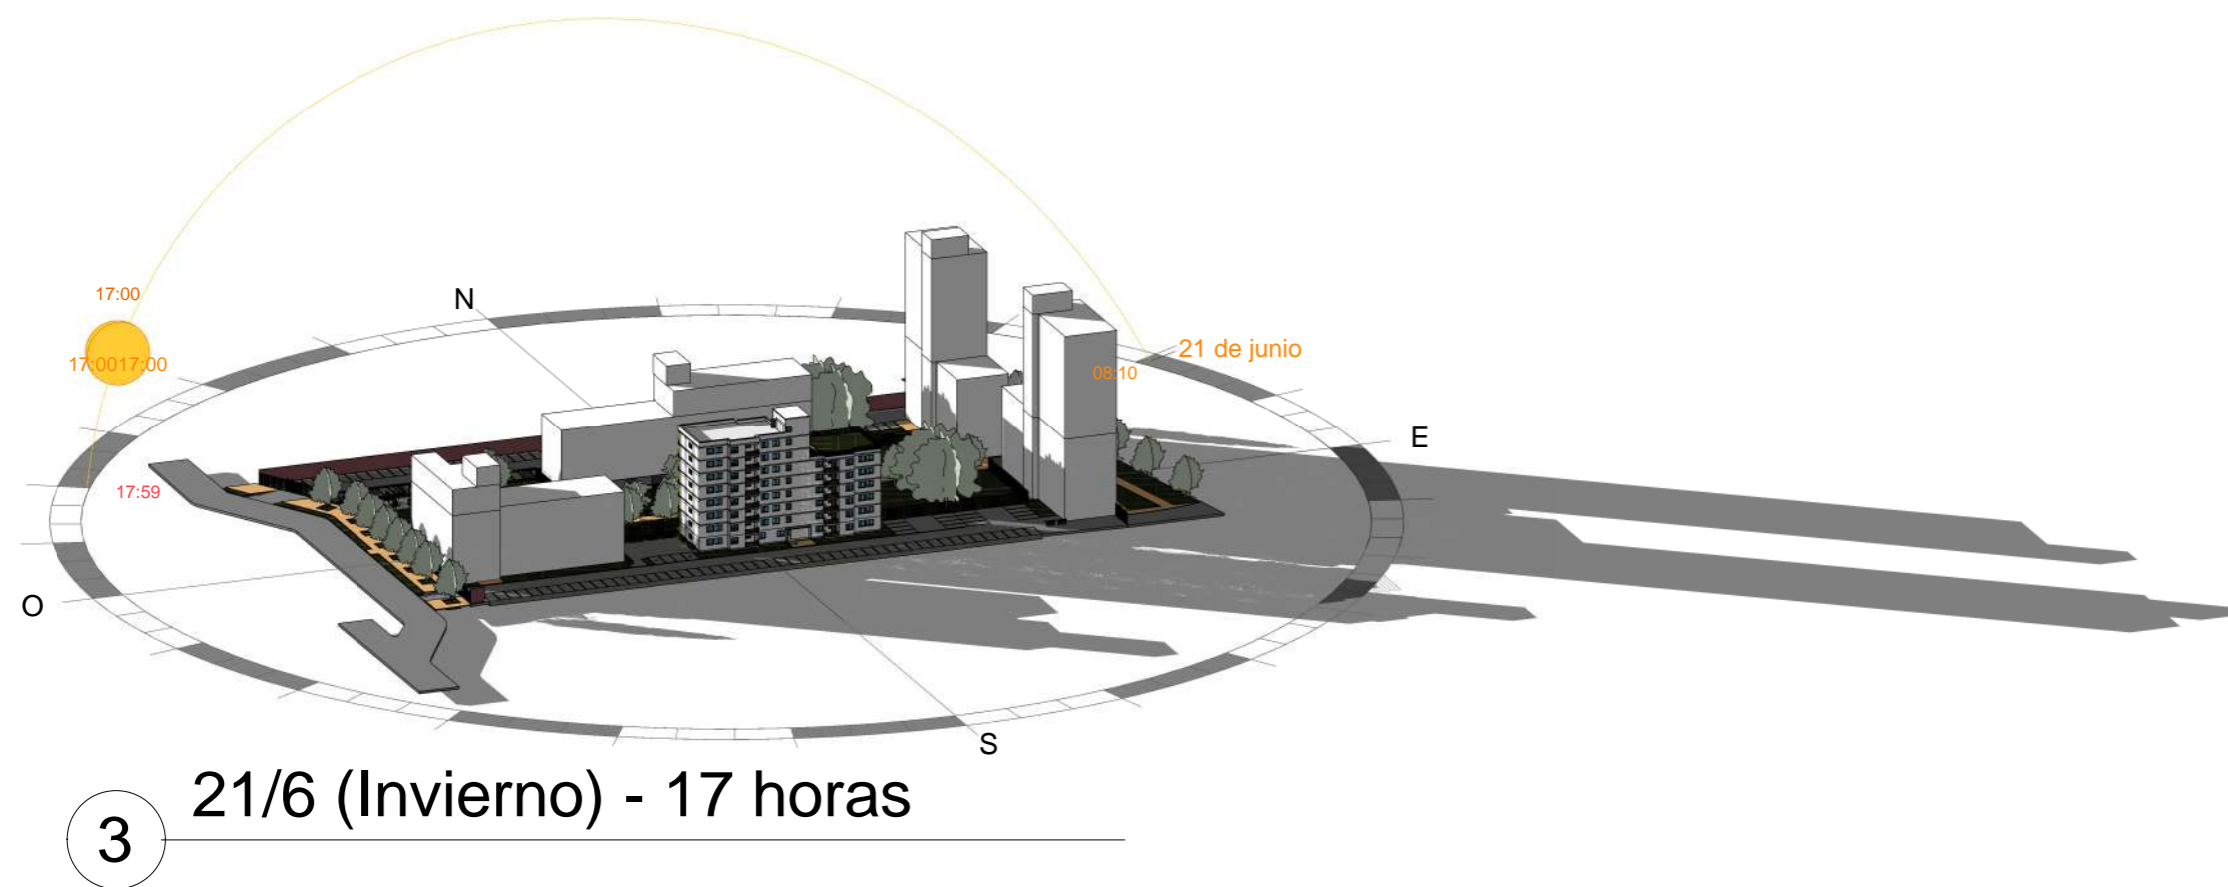 17:00
N
21 de junio
17:0017:00
08:10
E
17:59
O
S
21/6 (Invierno) - 17 horas
3